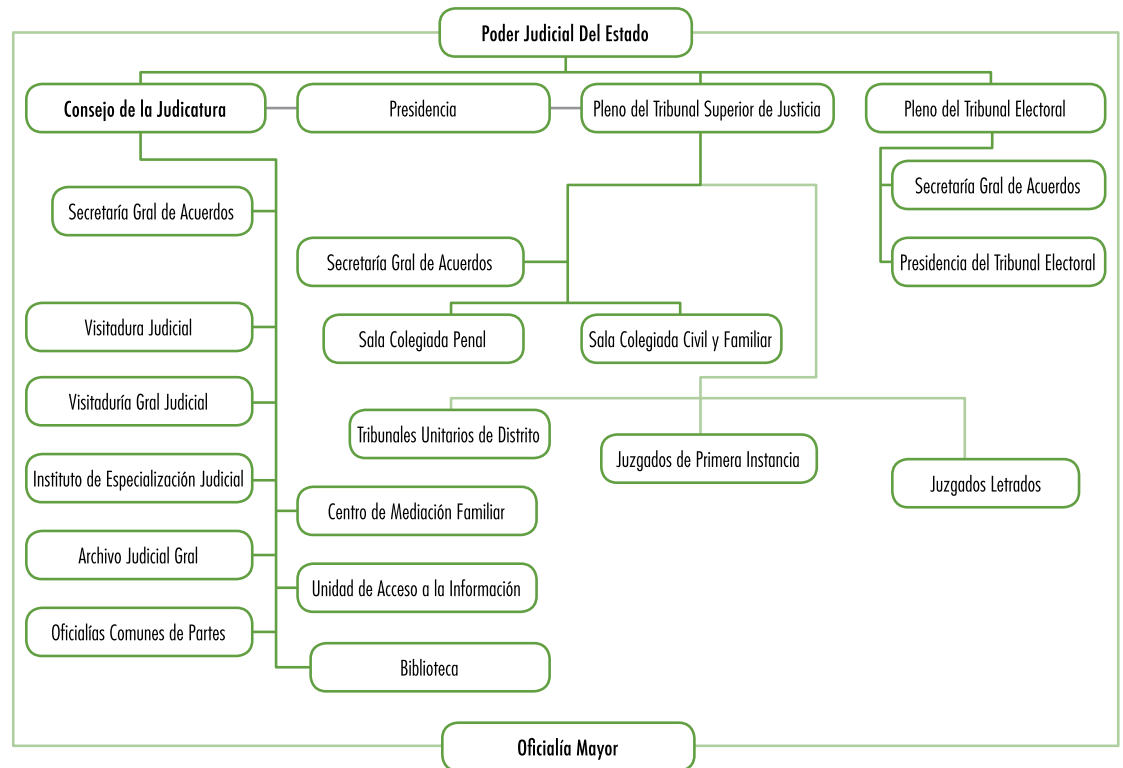 Poder Judicial Del Estado
Consejo de la Judicatura
Presidencia
Pleno del Tribunal Superior de Justicia
Pleno del Tribunal Electoral
Secretaría Gral de Acuerdos
Secretaría Gral de Acuerdos
Secretaría Gral de Acuerdos
Presidencia del Tribunal Electoral
Visitadura Judicial
Sala Colegiada Penal
Sala Colegiada Civil y Familiar
Visitaduría Gral Judicial
Tribunales Unitarios de Distrito
Juzgados de Primera Instancia
Juzgados Letrados
Instituto de Especialización Judicial
Centro de Mediación Familiar
Archivo Judicial Gral
Unidad de Acceso a la Información
Oficialías Comunes de Partes
Biblioteca
Oficialía Mayor